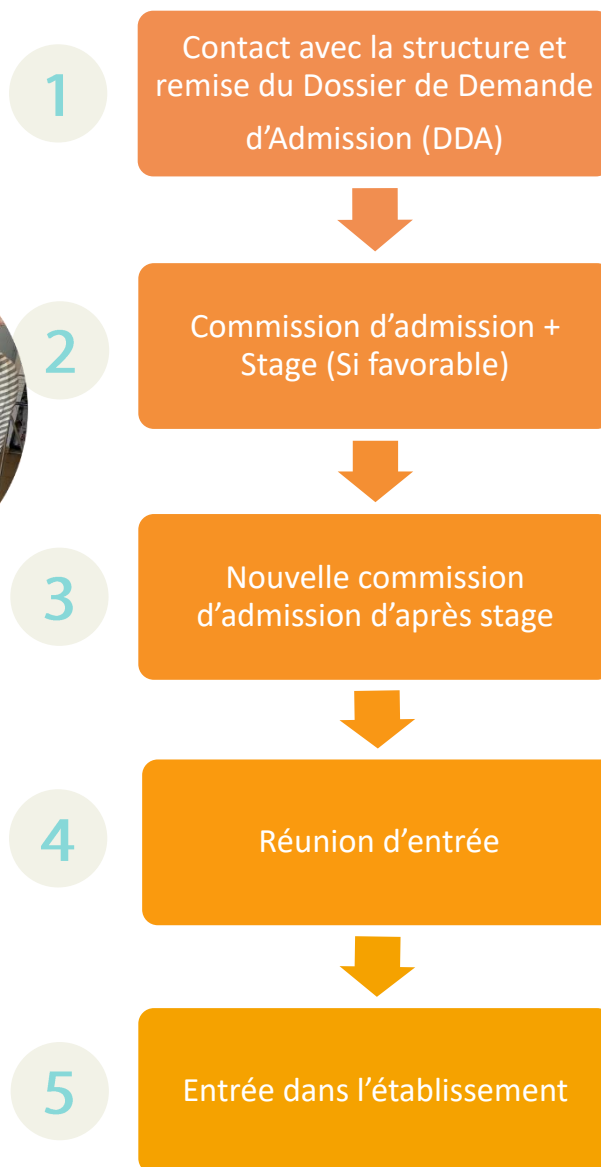 1
Contact avec la structure et
remise du Dossier de Demande
d’Admission (DDA)
2
Commission d’admission +
Stage (Si favorable)
3
Nouvelle commission
d’admission d’après stage
4
Réunion d’entrée
5
Entrée dans l’établissement